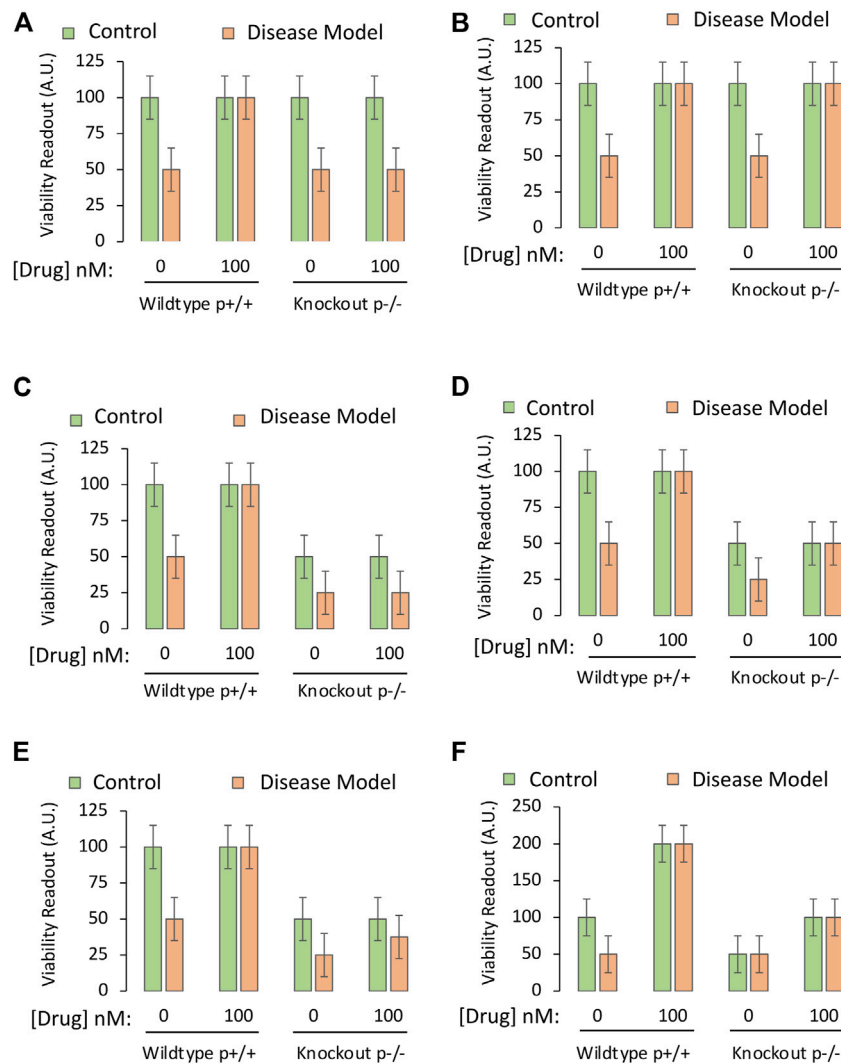 A
Control
Disease Model
Viability Readout (A.U.)
125
100
75
50
25
0
[Drug] nM:
0
100
0
100
Wildtype p+/+
Knockout p-/-
B
Control
Disease Model
Viability Readout (A.U.)
125
100
75
50
25
0
[Drug] nM:
0
100
0
100
Wildtype p+/+
Knockout p-/-
C
Control
Disease Model
Viability Readout (A.U.)
125
100
75
50
25
0
[Drug] nM:
0
100
0
100
Wildtype p+/+
Knockout p-/-
D
Control
Disease Model
Viability Readout (A.U.)
125
100
75
50
25
0
[Drug] nM:
0
100
0
100
Wildtype p+/+
Knockout p-/-
E
Control
Disease Model
Viability Readout (A.U.)
125
100
75
50
25
0
[Drug] nM:
0
100
0
100
Wildtype p+/+
Knockout p-/-
F
Control
Disease Model
Viability Readout (A.U.)
250
200
150
100
50
0
[Drug] nM:
0
100
0
100
Wildtype p+/+
Knockout p-/-